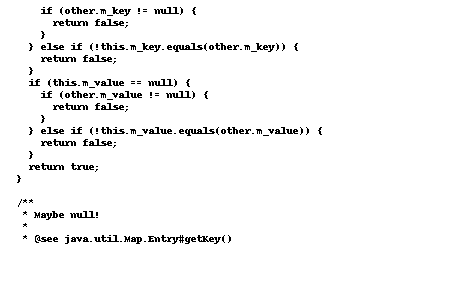 if (other.m_key != null) {
return false;
}
} else if (!this.m_key.equals(other.m_key)) {
return false;
}
if (this.m_value == null) {
if (other.m_value != null) {
return false;
}
} else if (!this.m_value.equals(other.m_value)) {
return false;
}
return true;
}
/**
* Maybe null!
*
* @see java.util.Map.Entry#getKey()